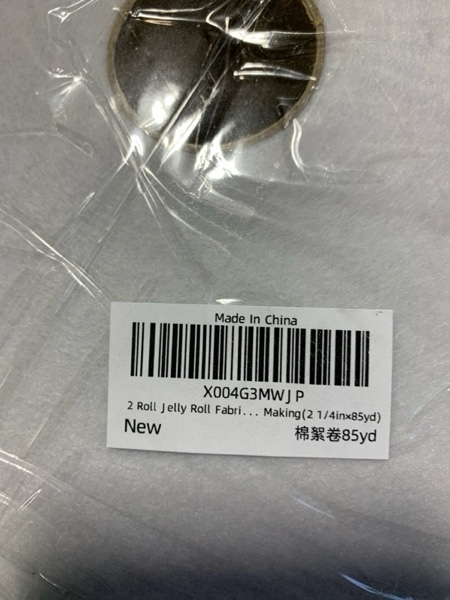 Made In China
X004G3MWJP
2 Roll Jelly Roll Fabri... Making(2 1/4in×85yd)
New
棉絮卷85yd